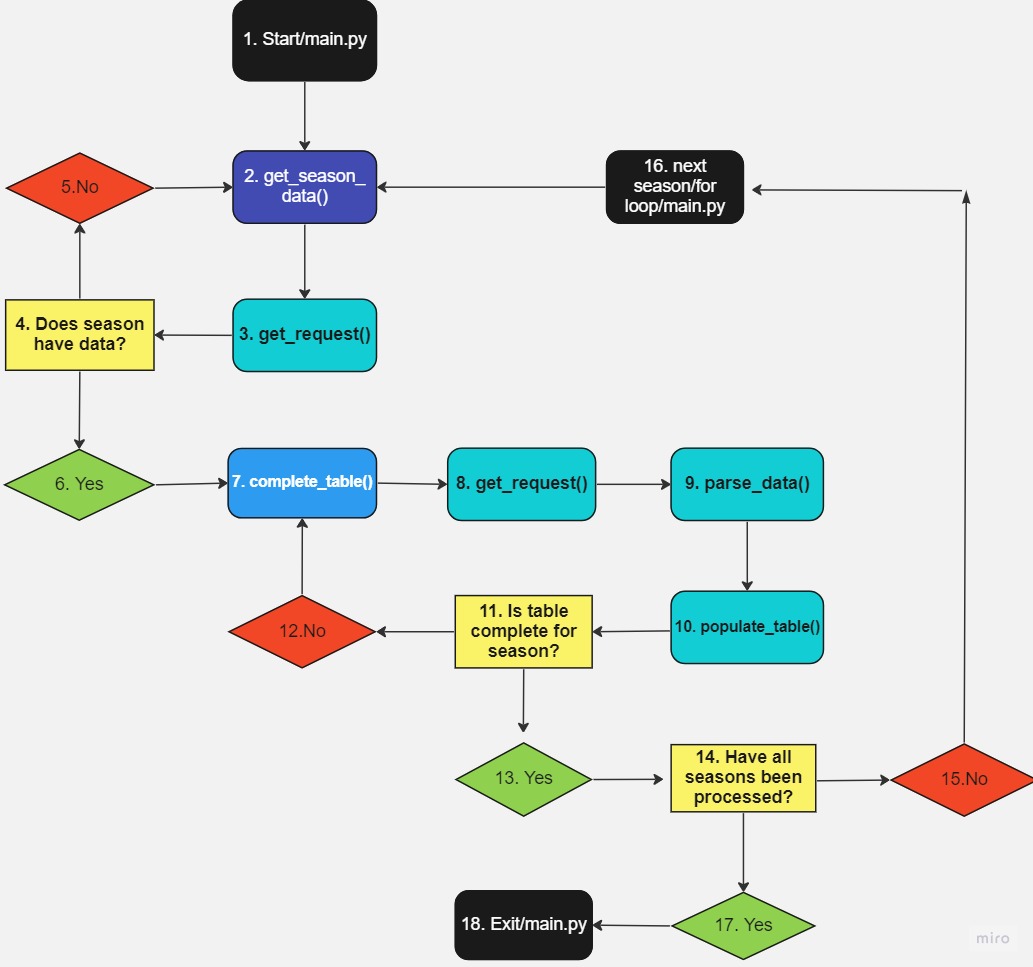 1. Start/main.py
2. get_season_
data()
3. get_request()
4. Does season
have data?
5.No
6. Yes
7. complete_table()
8. get_request()
9. parse_data()
10. populate_table()
11. Is table
complete for
season?
12.No
13. Yes
14. Have all
seasons been
processed?
15.No
16. next
season/for
loop/main.py
17. Yes
18. Exit/main.py
miro